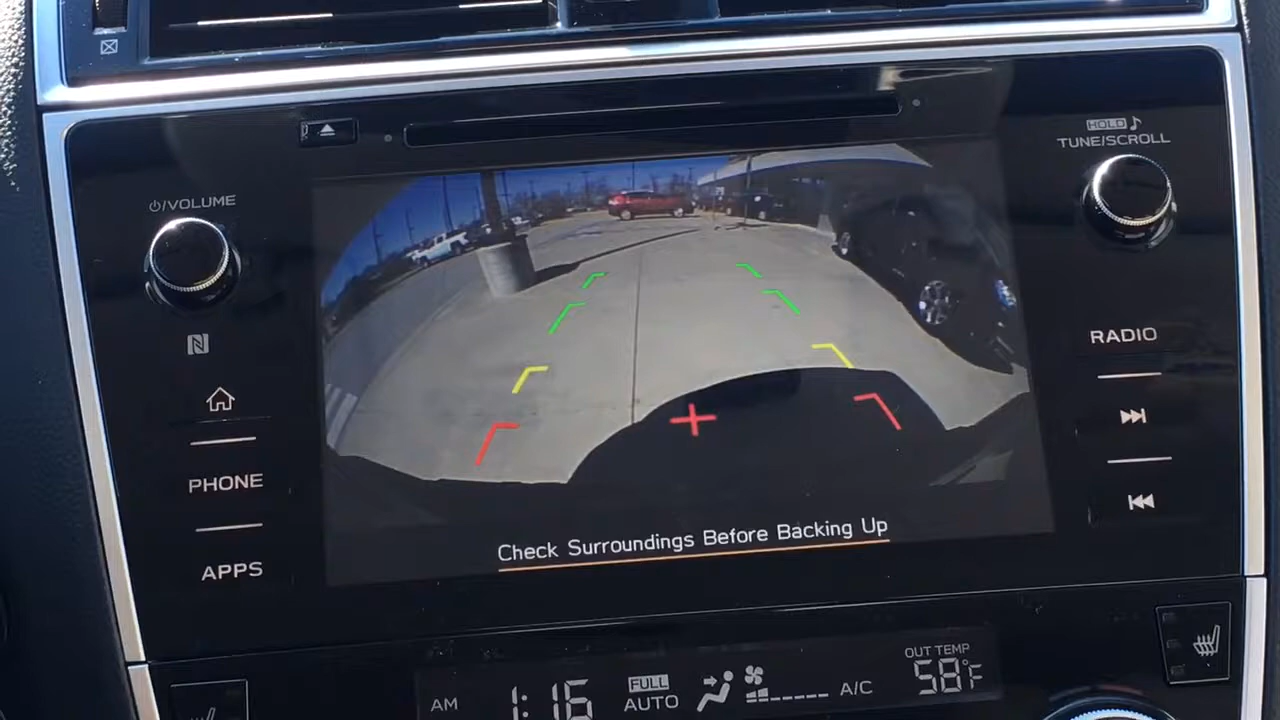 HOLD
TUNE/SCROLL
/VOLUME
RADIO
PHONE
APPS
Check Surroundings Before Backing Up
OUT TEMP
58°F
AM 1:16 FULL AUTO A/C